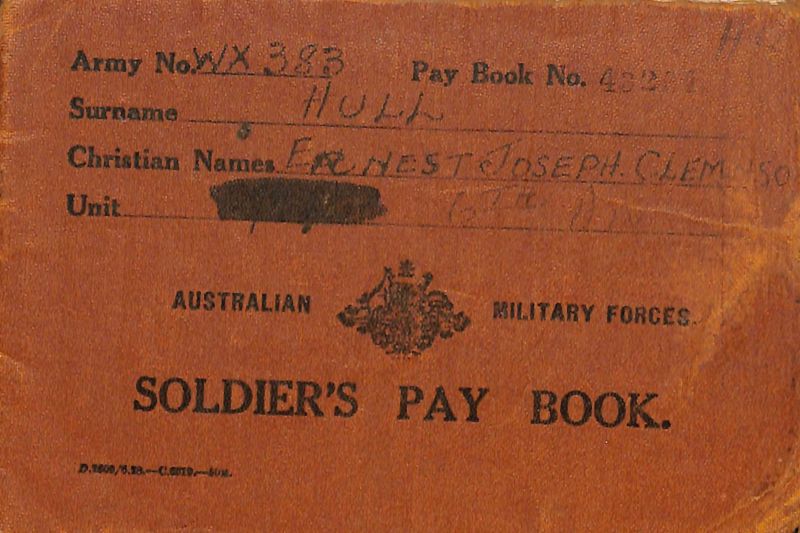 Army No. WX 383 Pay Book No.
Surname HULL
Christian Names ERNEST JOSEPH. CLEM
Unit 6TH
AUSTRALIAN MILITARY FORCES.
SOLDIER'S PAY BOOK.